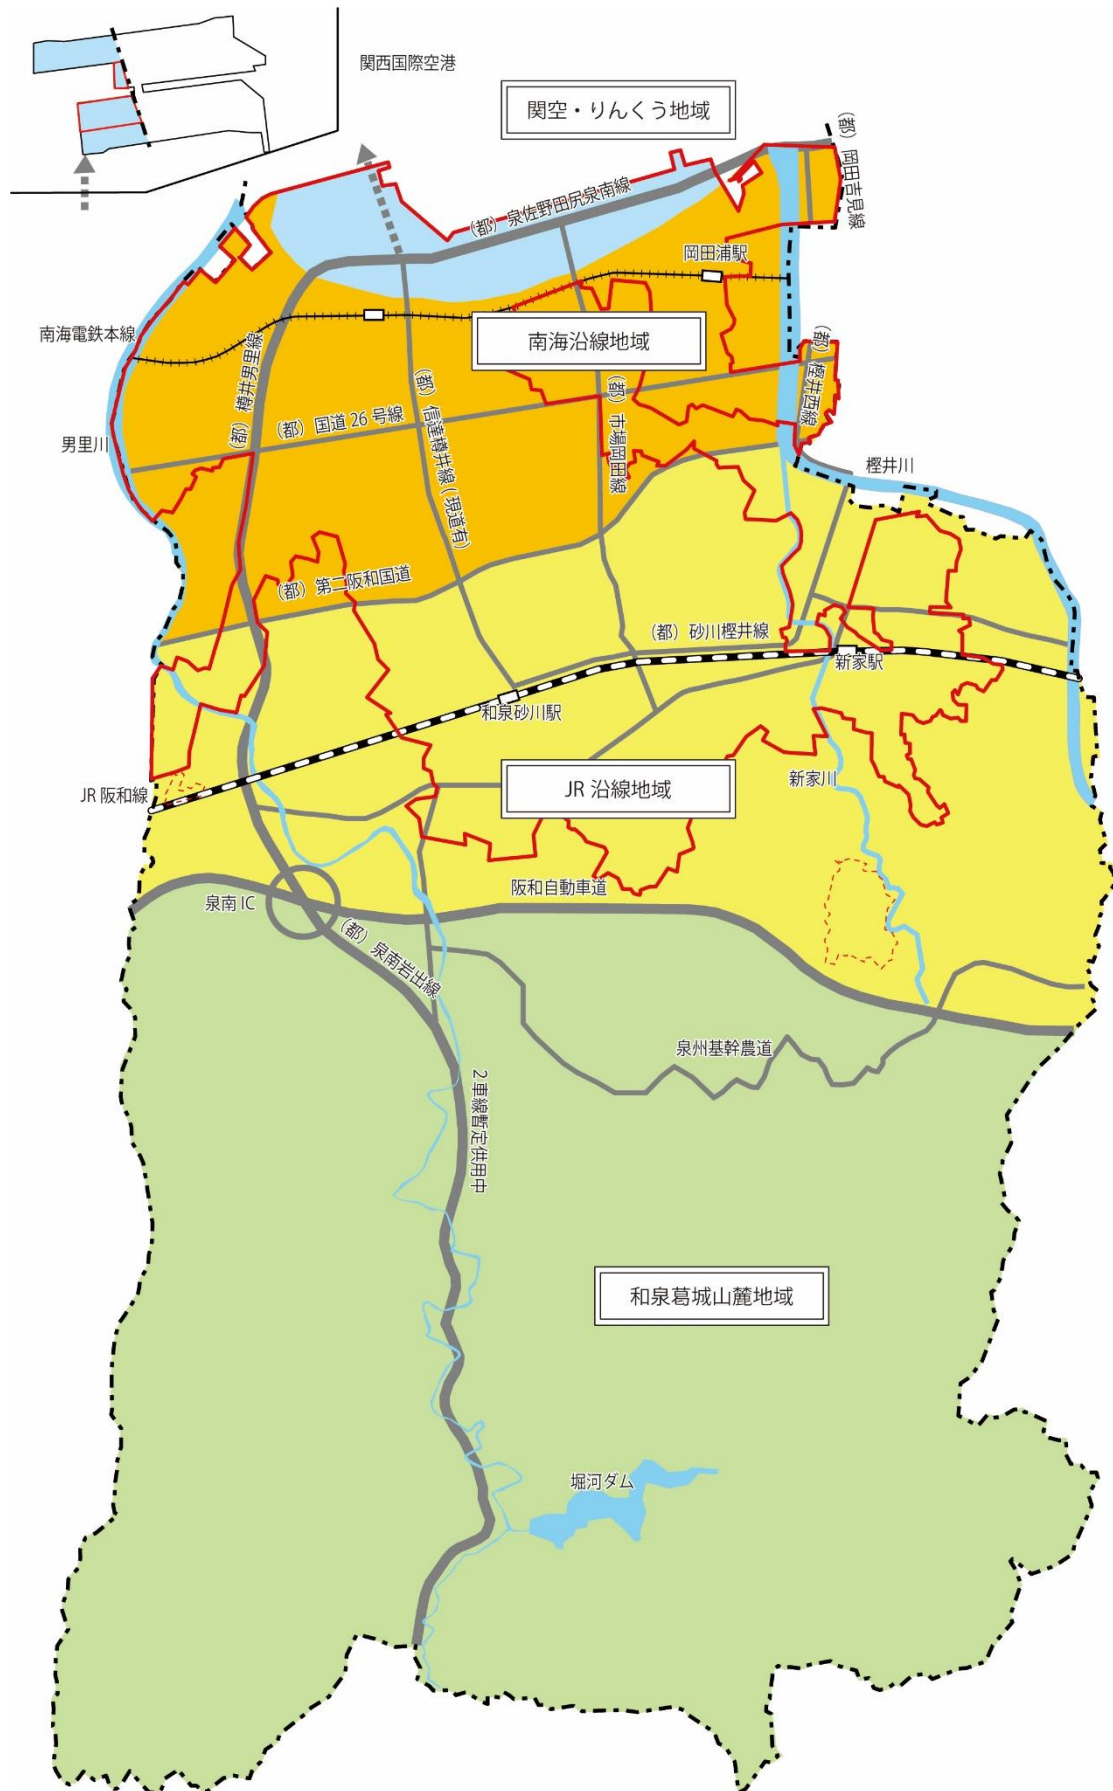 関西国際空港
関空・りんくう地域
(都) 岡田吉見線
(都) 泉佐野田尻泉南線
岡田浦駅
南海電鉄本線
南海沿線地域
(都) 樽井男里線
(都) 樫井西線
(都) 信達樽井線 (現道有)
(都) 市場岡田線
(都) 国道 26 号線
男里川
樫井川
(都) 第二阪和国道
(都) 砂川樫井線
新家駅
和泉砂川駅
JR 阪和線
JR 沿線地域
新家川
阪和自動車道
泉南 IC
(都) 泉南岩出線
泉州基幹農道
2車線暫定供用中
和泉葛城山麓地域
堀河ダム